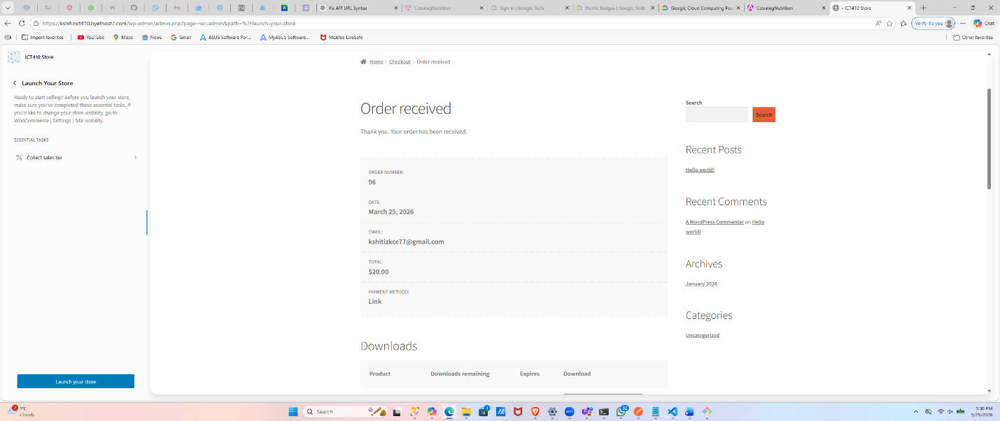 Fix API URL Syntax
CateringNutrition
Sign in | Google Skills
Profile Badges | Google Skills
Google Cloud Computing Foun
CateringNutrition
ICT410 Store
https://kshitizict410.byethost7.com/wp-admin/admin.php?page=wc-admin&path=%2Flaunch-your-store
Verify it's you
Chat
Import favorites
YouTube
Maps
News
Gmail
ASUS Software Por...
MyASUS Software...
McAfee LiveSafe
Other favorites
ICT410 Store
Launch Your Store
Ready to start selling? Before you launch your store,
make sure you've completed these essential tasks. If
you'd like to change your store visibility, go to
WooCommerce | Settings | Site visibility.
ESSENTIAL TASKS
Collect sales tax
Launch your store
Home › Checkout › Order received
Order received
Thank you. Your order has been received.
ORDER NUMBER:
96
DATE:
March 25, 2026
EMAIL:
kshitizkce77@gmail.com
TOTAL:
$20.00
PAYMENT METHOD:
Link
Downloads
Product Downloads remaining Expires Download
Search
Search
Recent Posts
Hello world!
Recent Comments
A WordPress Commenter on Hello
world!
Archives
January 2026
Categories
Uncategorized
2
1°C
Cloudy
Search
1
92
3:30 PM
3/25/2026